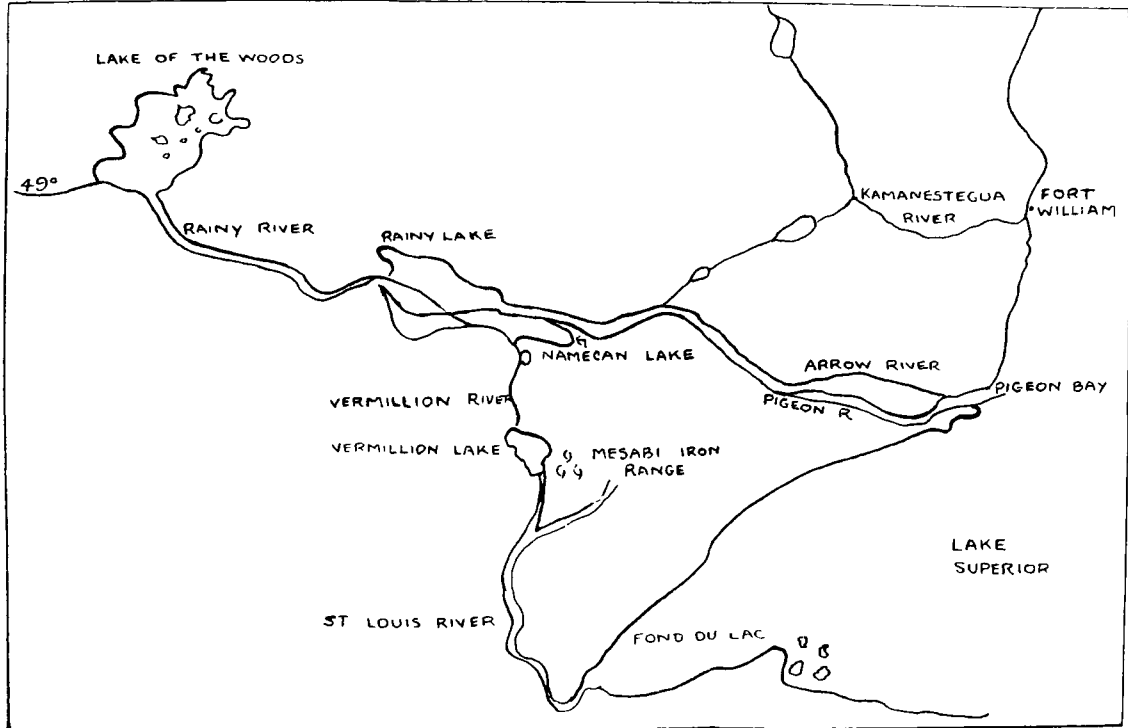 LAKE OF THE WOODS
49°
RAINY RIVER
RAINY LAKE
KAMANESTEGUA
RIVER
FORT
WILLIAM
NAMECAN LAKE
ARROW RIVER
PIGEON R
PIGEON BAY
VERMILLION RIVER
VERMILLION LAKE
MESABI IRON
RANGE
LAKE
SUPERIOR
ST LOUIS RIVER
FOND DU LAC